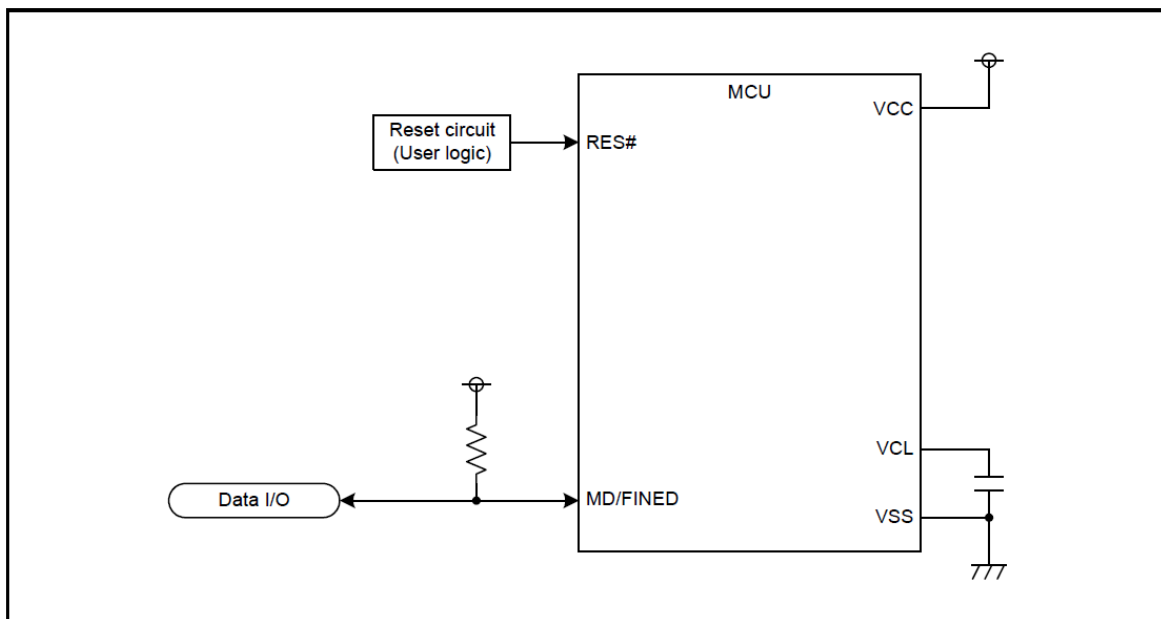 MCU
VCC
Reset circuit
(User logic)
RES#
VCL
Data I/O
MD/FINED
VSS